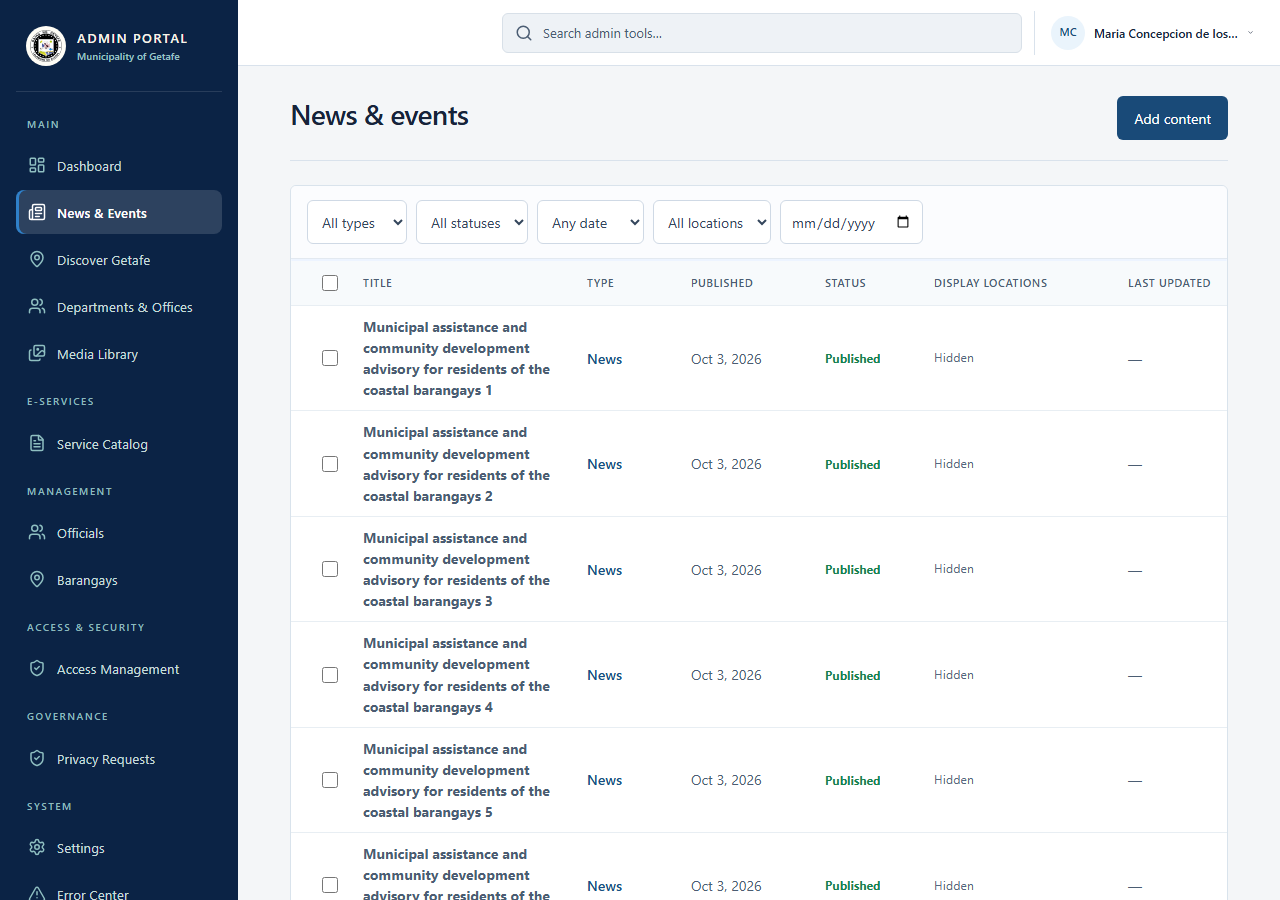 ADMIN PORTAL
Municipality of Getafe
MAIN
Dashboard
News & Events
Discover Getafe
Departments & Offices
Media Library
E-SERVICES
Service Catalog
MANAGEMENT
Officials
Barangays
ACCESS & SECURITY
Access Management
GOVERNANCE
Privacy Requests
SYSTEM
Settings
Error Center
Search admin tools...
MC
Maria Concepcion de los...
News & events
Add content
All types
All statuses
Any date
All locations
mm/dd/yyyy
TITLE TYPE PUBLISHED STATUS DISPLAY LOCATIONS LAST UPDATED
Municipal assistance and
community development
advisory for residents of the
coastal barangays 1
News Oct 3, 2026 Published Hidden —
Municipal assistance and
community development
advisory for residents of the
coastal barangays 2
News Oct 3, 2026 Published Hidden —
Municipal assistance and
community development
advisory for residents of the
coastal barangays 3
News Oct 3, 2026 Published Hidden —
Municipal assistance and
community development
advisory for residents of the
coastal barangays 4
News Oct 3, 2026 Published Hidden —
Municipal assistance and
community development
advisory for residents of the
coastal barangays 5
News Oct 3, 2026 Published Hidden —
Municipal assistance and
community development
advisory for residents of the
News Oct 3, 2026 Published Hidden —